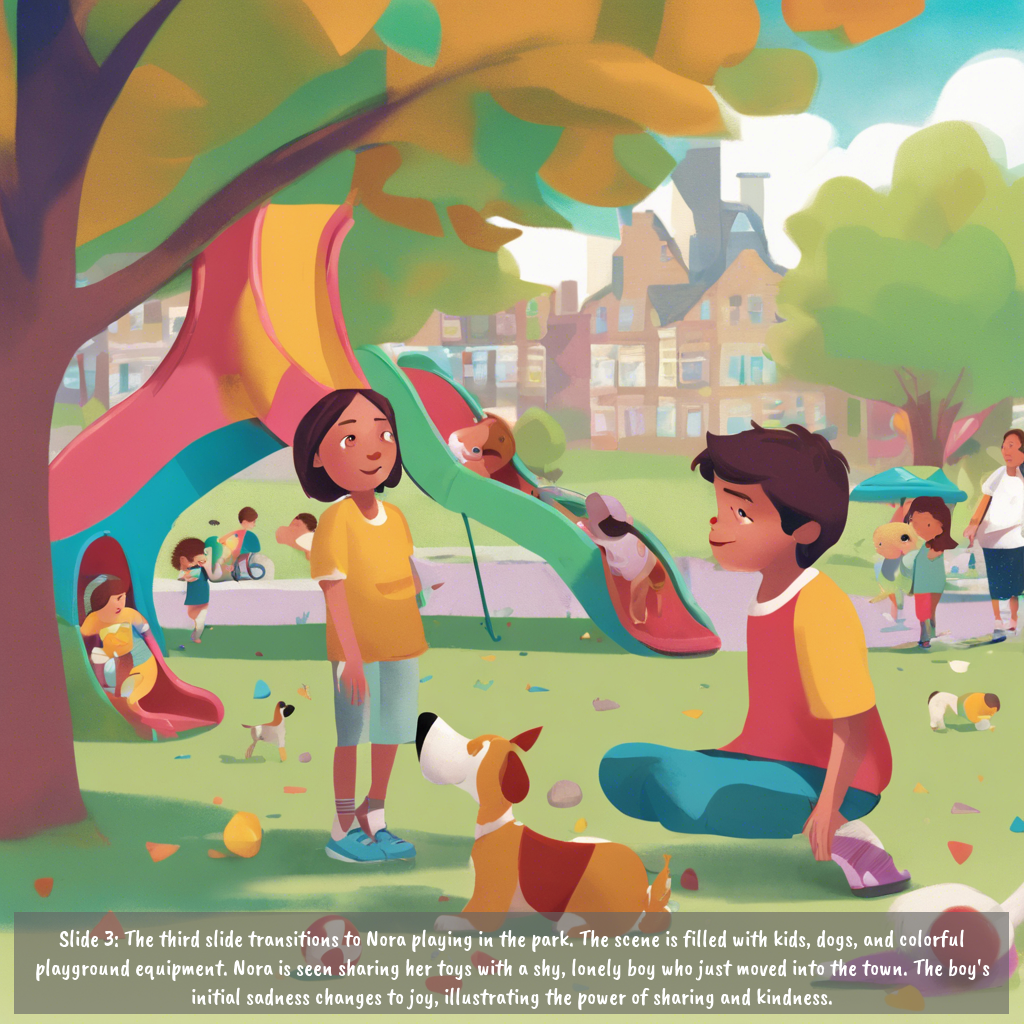 Slide 3: The third slide transitions to Nora playing in the park. The scene is filled with kids, dogs, and colorful
playground equipment. Nora is seen sharing her toys with a shy, lonely boy who just moved into the town. The boy's
initial sadness changes to joy, illustrating the power of sharing and kindness.